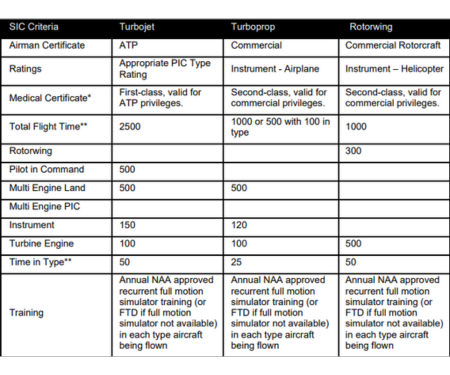 SIC Criteria Turbojet Turboprop Rotorwing
Airman Certificate ATP Commercial Commercial Rotorcraft
Ratings Appropriate PIC Type Rating Instrument - Airplane Instrument – Helicopter
Medical Certificate* First-class, valid for ATP privileges. Second-class, valid for commercial privileges. Second-class, valid for commercial privileges.
Total Flight Time** 2500 1000 or 500 with 100 in type 1000
Rotorwing 300
Pilot in Command 500
Multi Engine Land 500 500
Multi Engine PIC
Instrument 150 120
Turbine Engine 100 100 500
Time in Type** 50 25 50
Training Annual NAA approved recurrent full motion simulator training (or FTD if full motion simulator not available) in each type aircraft being flown Annual NAA approved recurrent full motion simulator training (or FTD if full motion simulator not available) in each type aircraft being flown Annual NAA approved recurrent full motion simulator training (or FTD if full motion simulator not available) in each type aircraft being flown